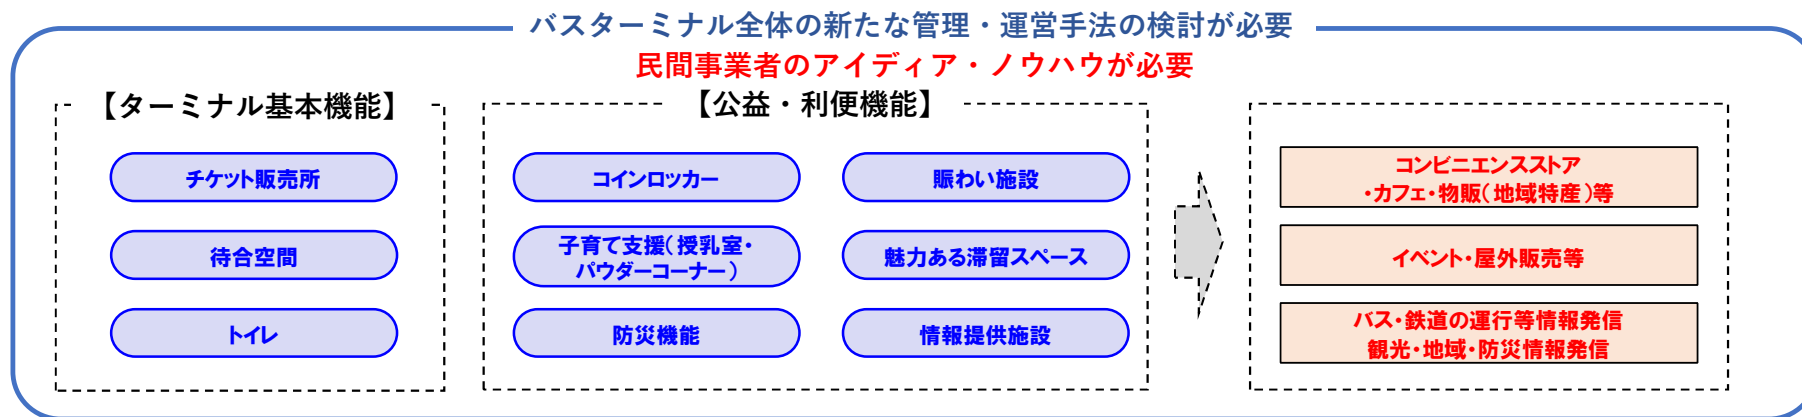 バスターミナル全体の新たな管理・運営手法の検討が必要
民間事業者のアイディア・ノウハウが必要
【ターミナル基本機能】
チケット販売所
待合空間
トイレ
【公益・利便機能】
コインロッカー
賑わい施設
子育て支援(授乳室・
パウダーコーナー)
魅力ある滞留スペース
防災機能
情報提供施設
コンビニエンスストア
・カフェ・物販(地域特産)等
イベント・屋外販売等
バス・鉄道の運行等情報発信
観光・地域・防災情報発信